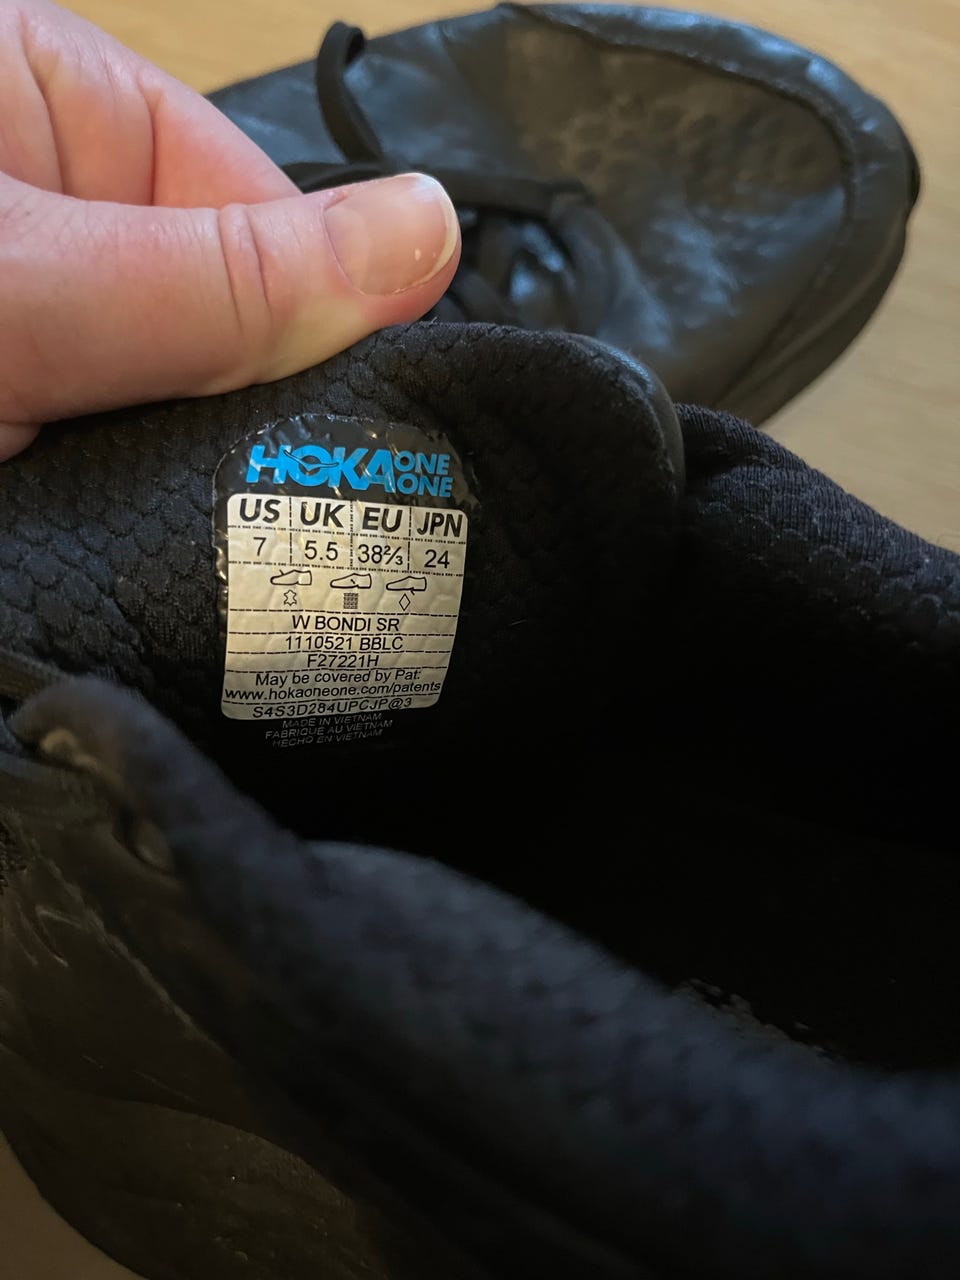 HOKA ONE ONE
US UK EU JPN
7 5.5 38⅔ 24
W BONDI SR
1110521 BBLC
F27221H
May be covered by Pat:
www.hokaoneone.com/patents
S4S3D284UPCJP@3
MADE IN VIETNAM
FABRIQUE AU VIETNAM
HECHO EN VIETNAM